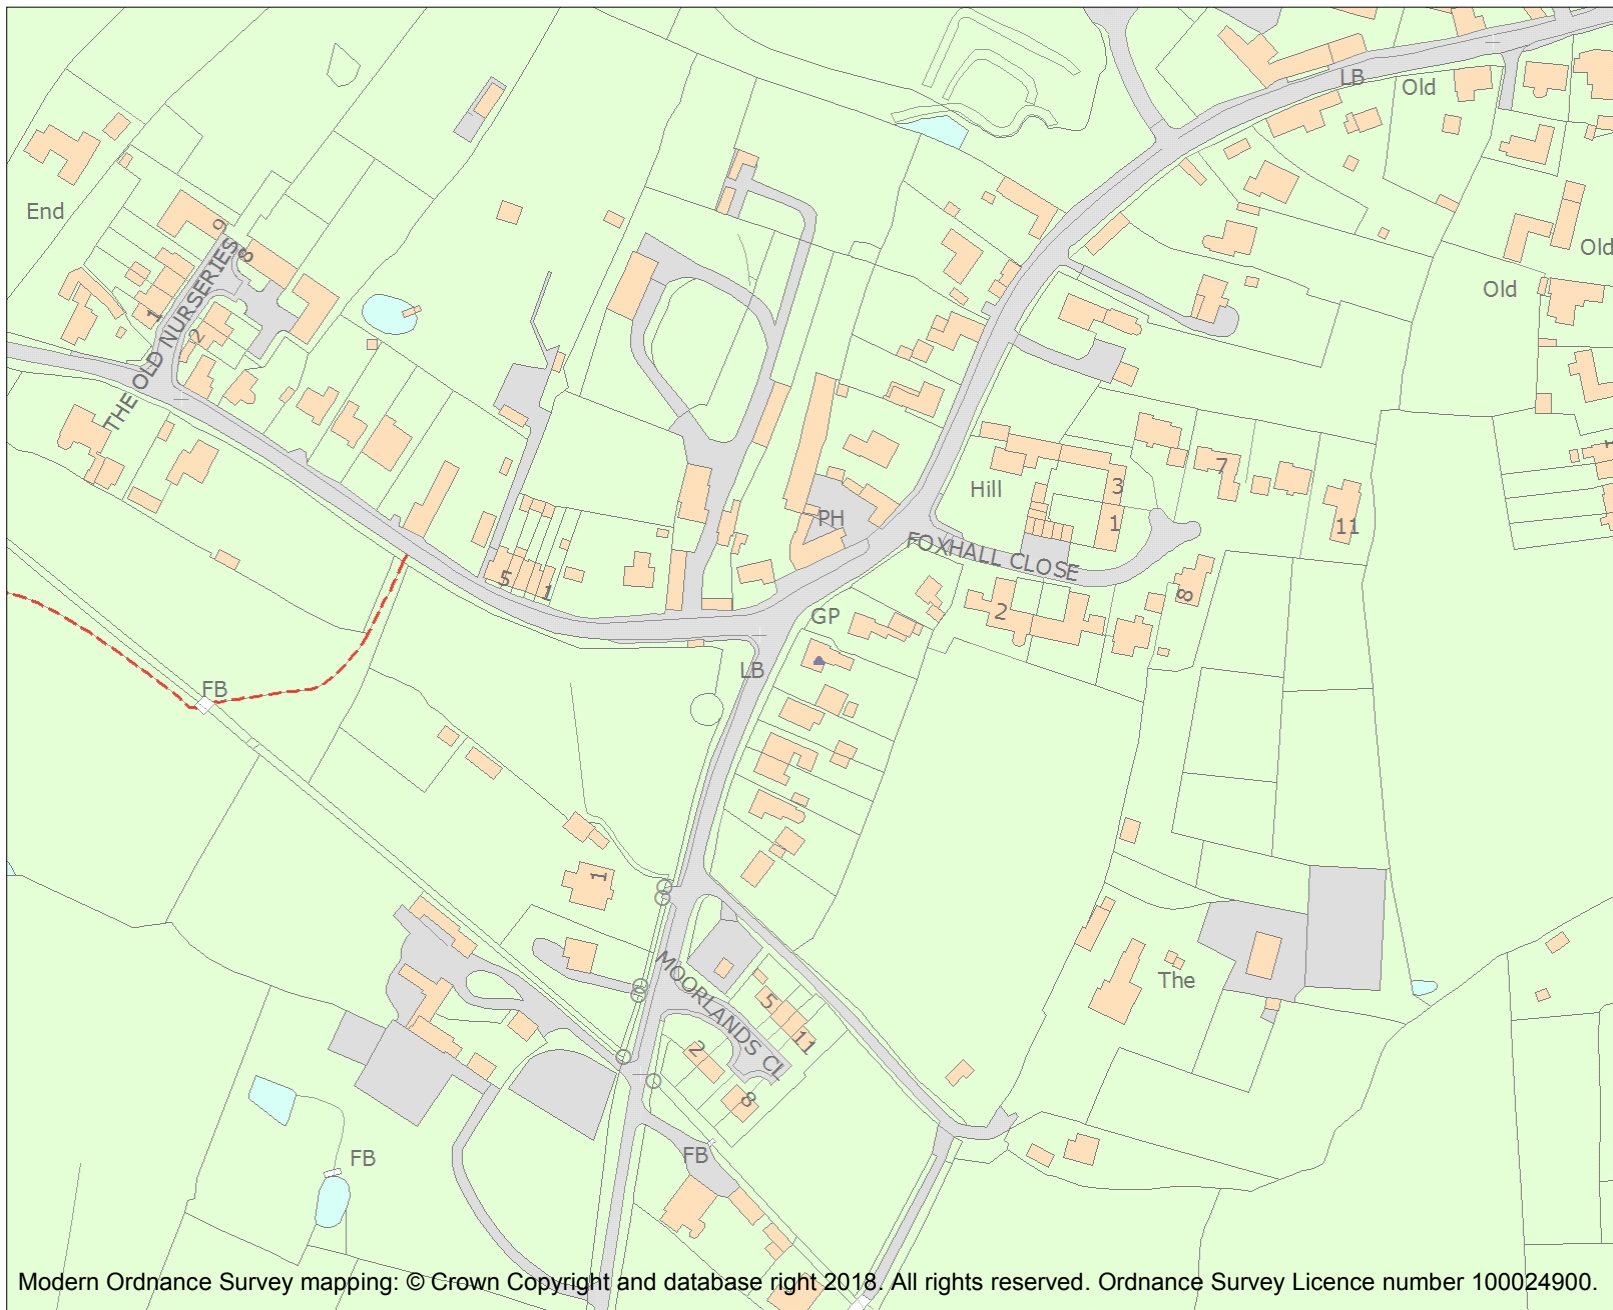 LB
Old
End
9
8
Old
Old
THE OLD NURSERIES
1
2
7
3
Hill
PH
1
11
FOXHALL CLOSE
5
1
8
2
GP
LB
FB
1
MOORLANDS CL
The
5
11
2
8
FB
FB
Modern Ordnance Survey mapping: © Crown Copyright and database right 2018. All rights reserved. Ordnance Survey Licence number 100024900.